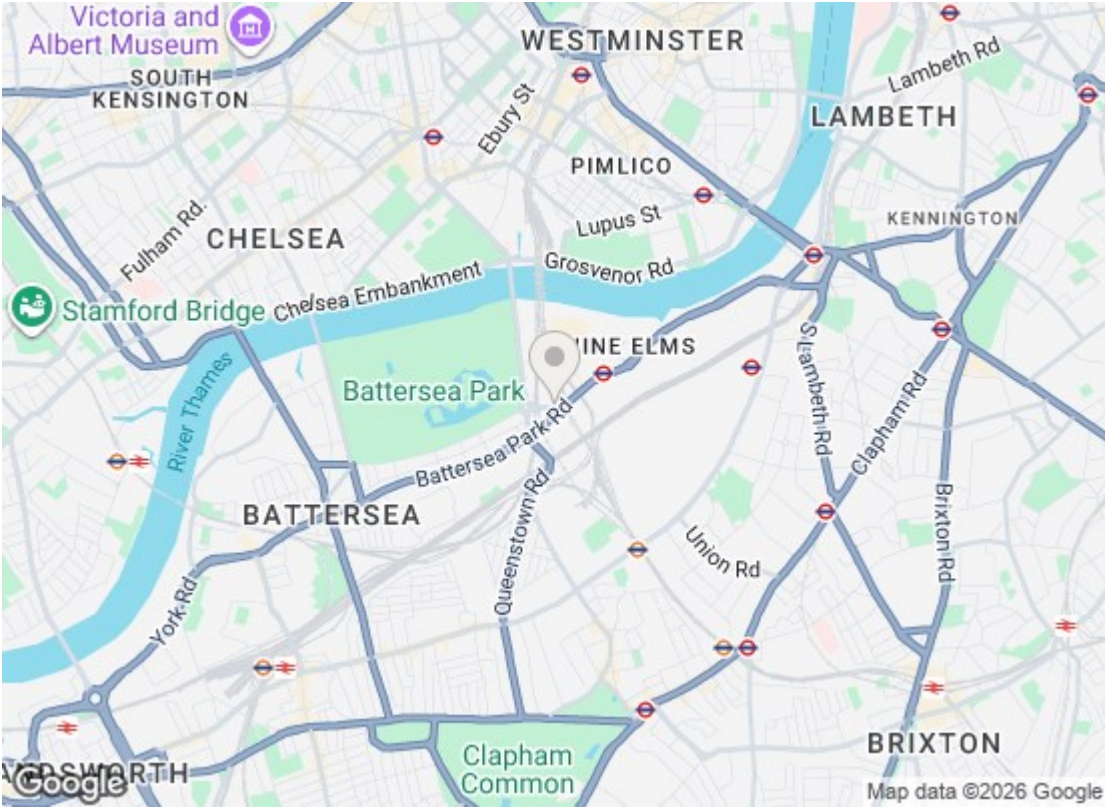 Victoria and
Albert Museum
WESTMINSTER
Lambeth Rd
SOUTH
KENSINGTON
Ebury St
LAMBETH
PIMLICO
Fulham Rd.
Lupus St
KENNINGTON
CHELSEA
Grosvenor Rd
Chelsea Embankment
Stamford Bridge
NINE ELMS
S Lambeth Rd
River Thames
Battersea Park
Clapham Rd
Battersea Park Rd
BATTERSEA
Queenstown Rd
Brixton Rd
Union Rd
York Rd
BRIXTON
Clapham
Common
ANDSWORTH
Google
Map data ©2026 Google